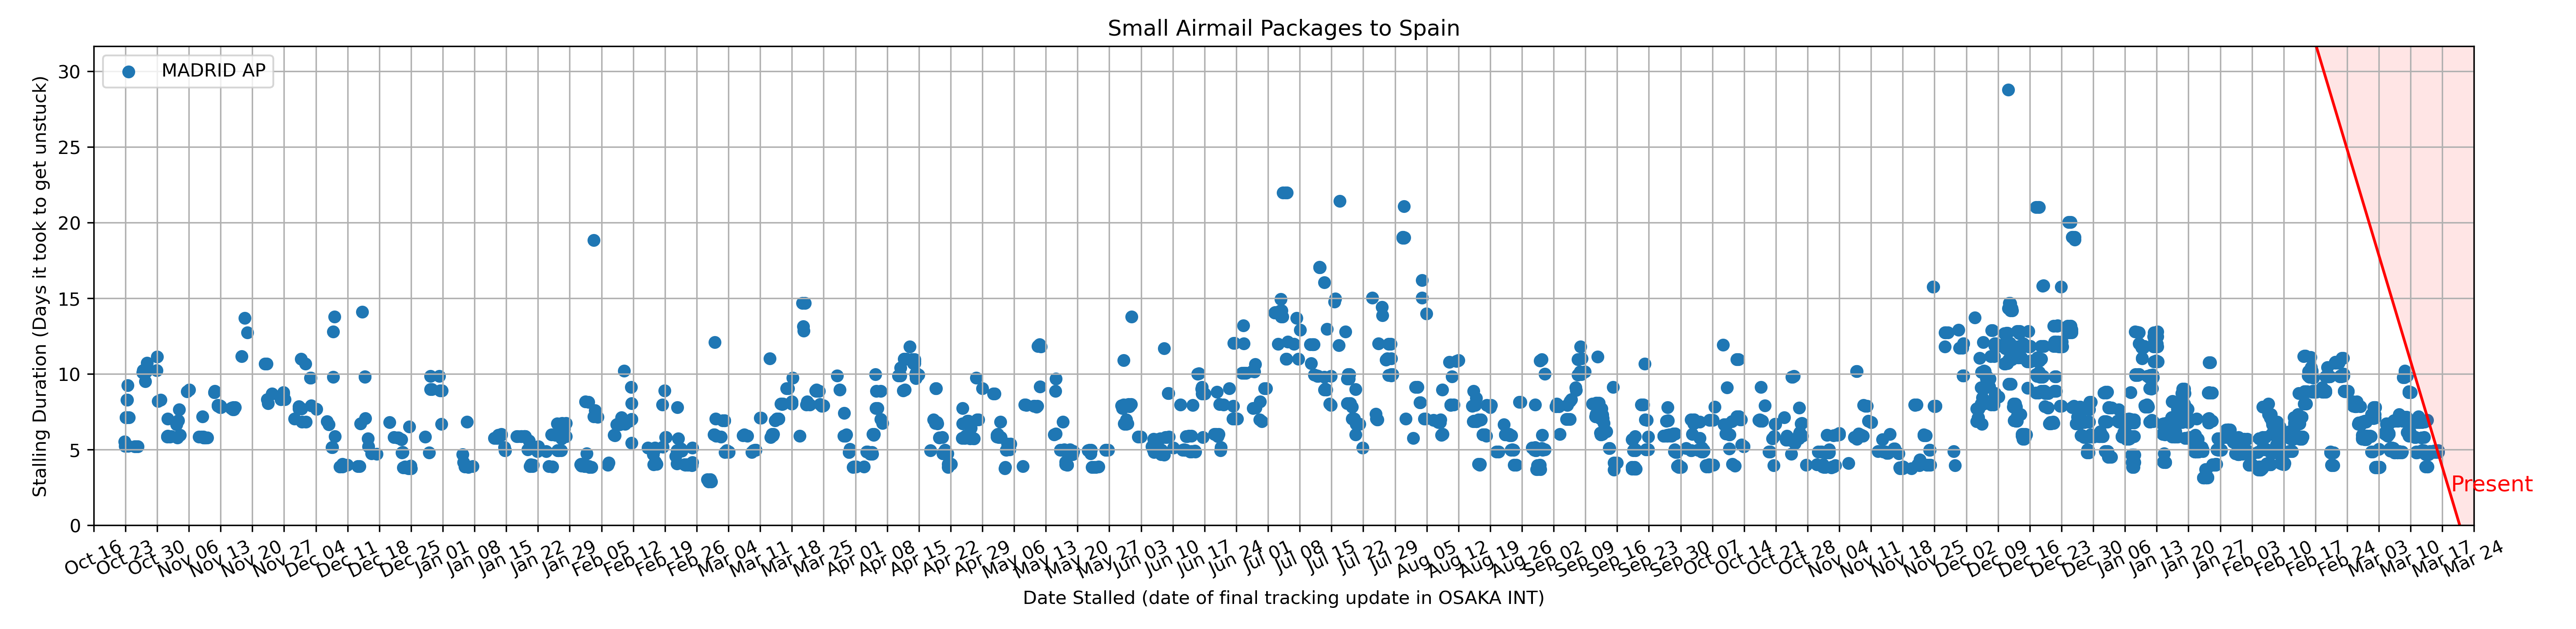 Small Airmail Packages to Spain
MADRID AP
Stalling Duration (Days it took to get unstuck)
30
25
20
15
10
5
0
Present
Oct 16
Oct 23
Oct 30
Nov 06
Nov 13
Nov 20
Nov 27
Dec 04
Dec 11
Dec 18
Dec 25
Jan 01
Jan 08
Jan 15
Jan 22
Jan 29
Feb 05
Feb 12
Feb 19
Feb 26
Mar 04
Mar 11
Mar 18
Mar 25
Apr 01
Apr 08
Apr 15
Apr 22
Apr 29
May 06
May 13
May 20
May 27
Jun 03
Jun 10
Jun 17
Jun 24
Jul 01
Jul 08
Jul 15
Jul 22
Jul 29
Aug 05
Aug 12
Aug 19
Aug 26
Sep 02
Sep 09
Sep 16
Sep 23
Sep 30
Oct 07
Oct 14
Oct 21
Oct 28
Nov 04
Nov 11
Nov 18
Nov 25
Dec 02
Dec 09
Dec 16
Dec 23
Dec 30
Jan 06
Jan 13
Jan 20
Jan 27
Feb 03
Feb 10
Feb 17
Feb 24
Mar 03
Mar 10
Mar 17
Mar 24
Date Stalled (date of final tracking update in OSAKA INT)